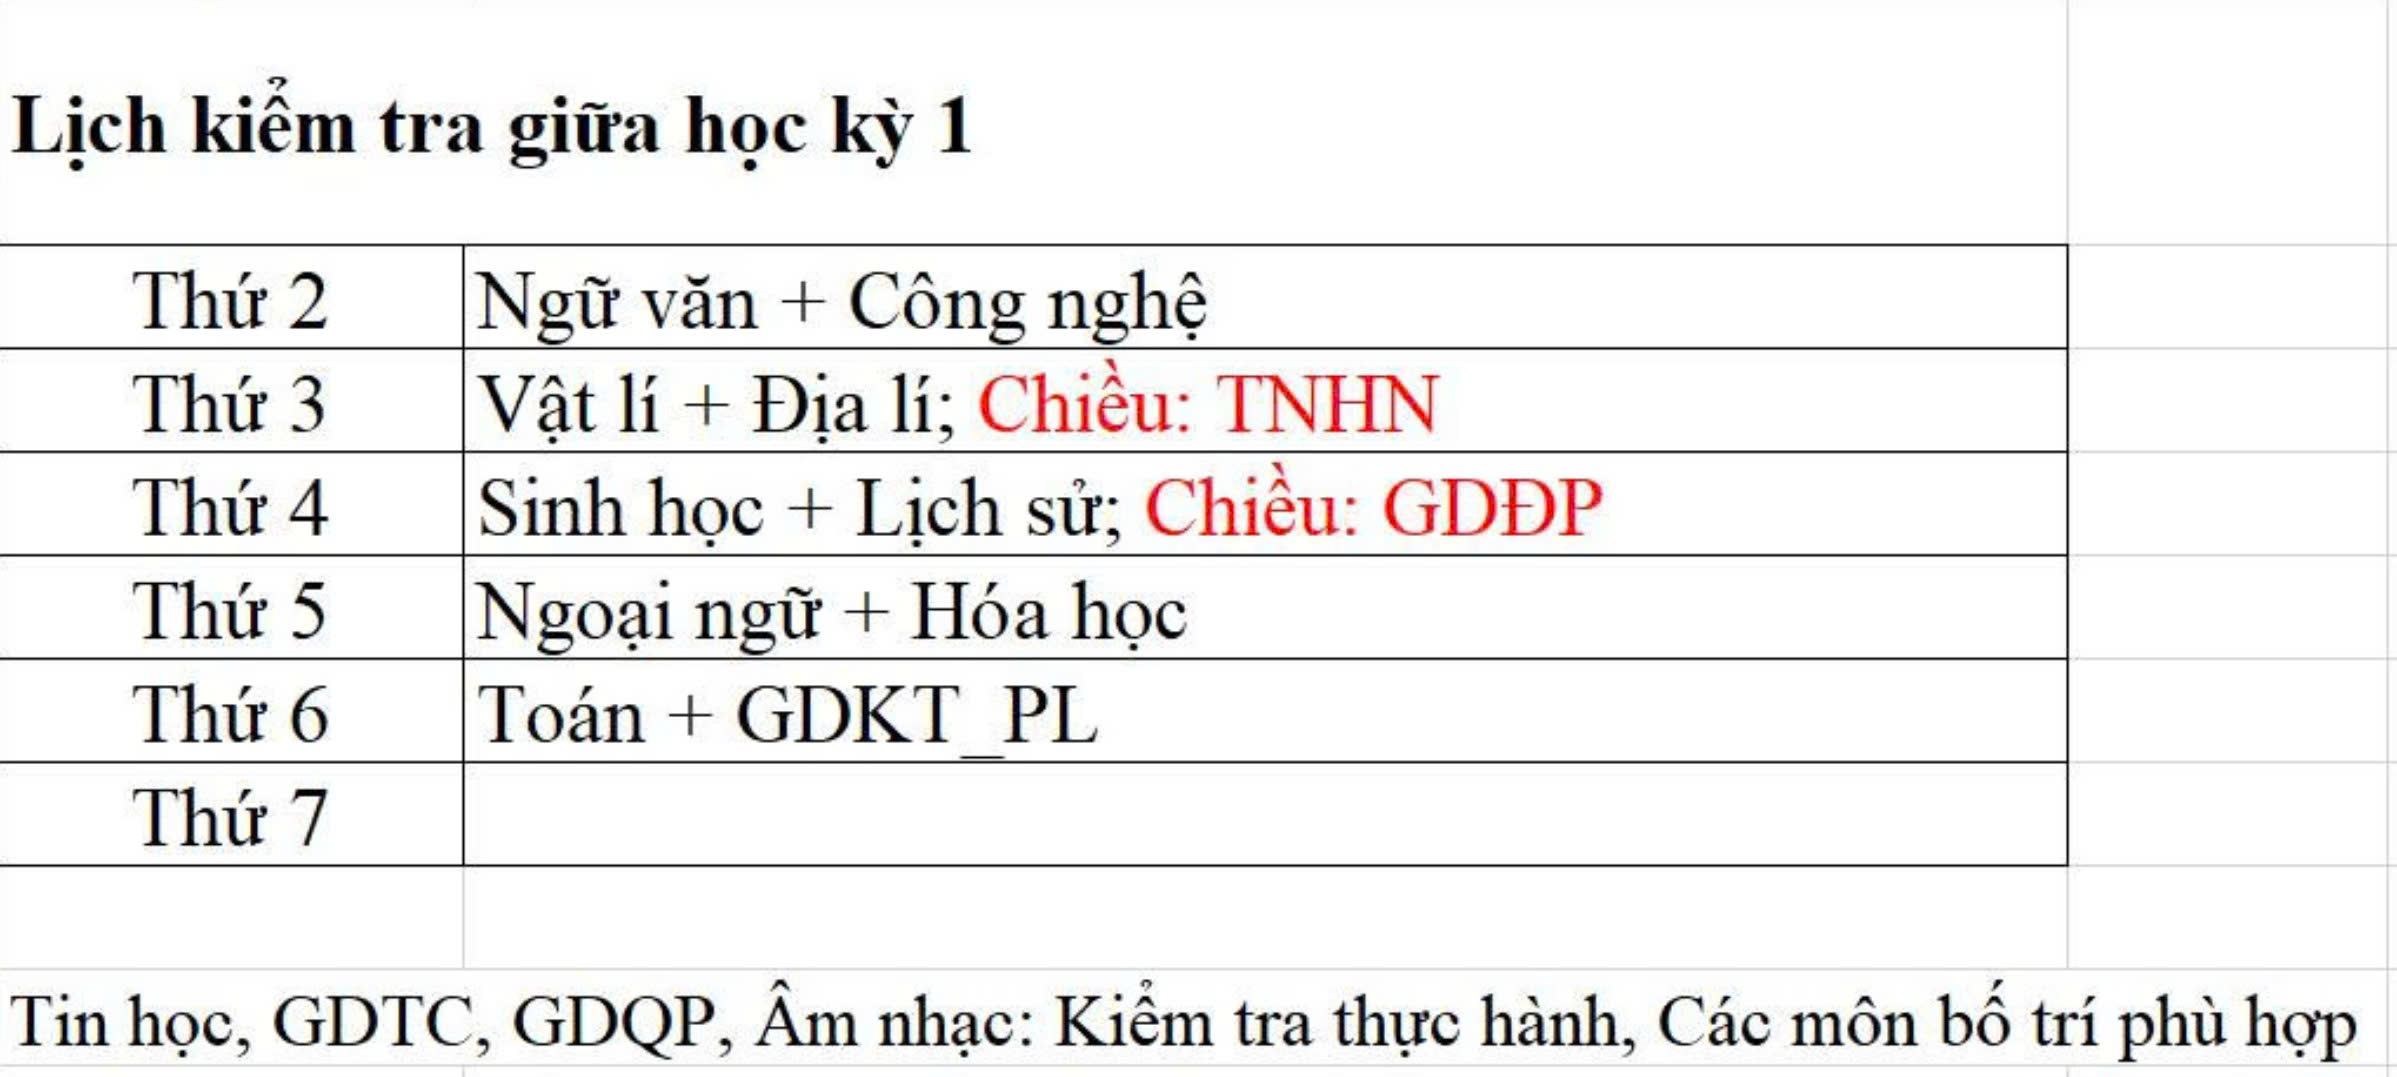 Lịch kiểm tra giữa học kỳ 1
Thứ 2 Ngữ văn + Công nghệ
Thứ 3 Vật lí + Địa lí; Chiều: TNHN
Thứ 4 Sinh học + Lịch sử; Chiều: GDĐP
Thứ 5 Ngoại ngữ + Hóa học
Thứ 6 Toán + GDKT_PL
Thứ 7
Tin học, GDTC, GDQP, Âm nhạc: Kiểm tra thực hành, Các môn bố trí phù hợp